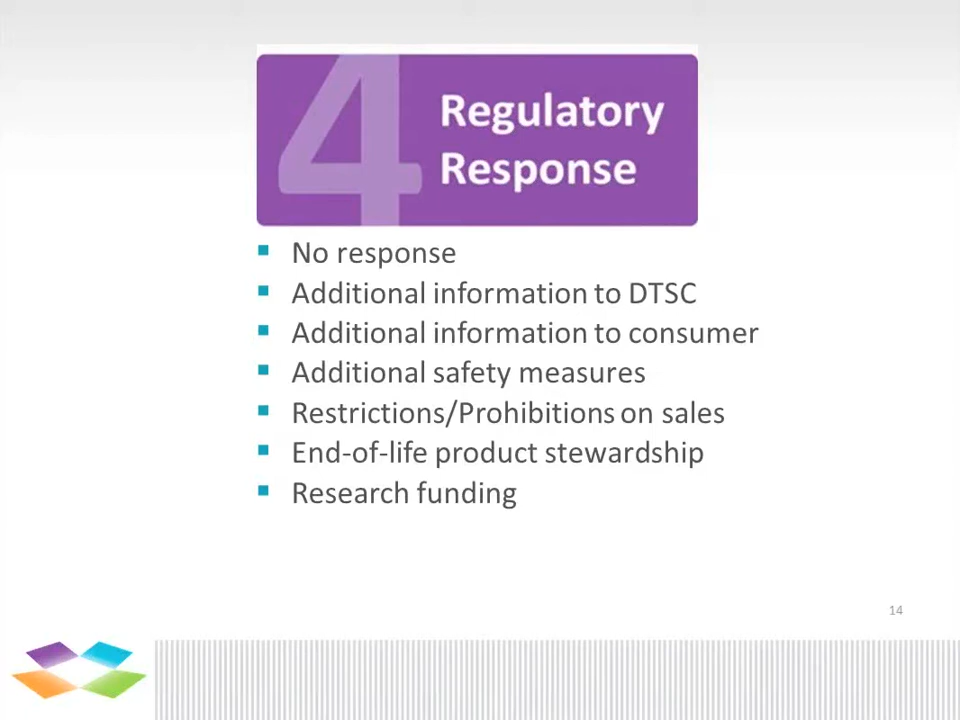 4
Regulatory
Response
▪ No response
▪ Additional information to DTSC
▪ Additional information to consumer
▪ Additional safety measures
▪ Restrictions/Prohibitions on sales
▪ End-of-life product stewardship
▪ Research funding
14